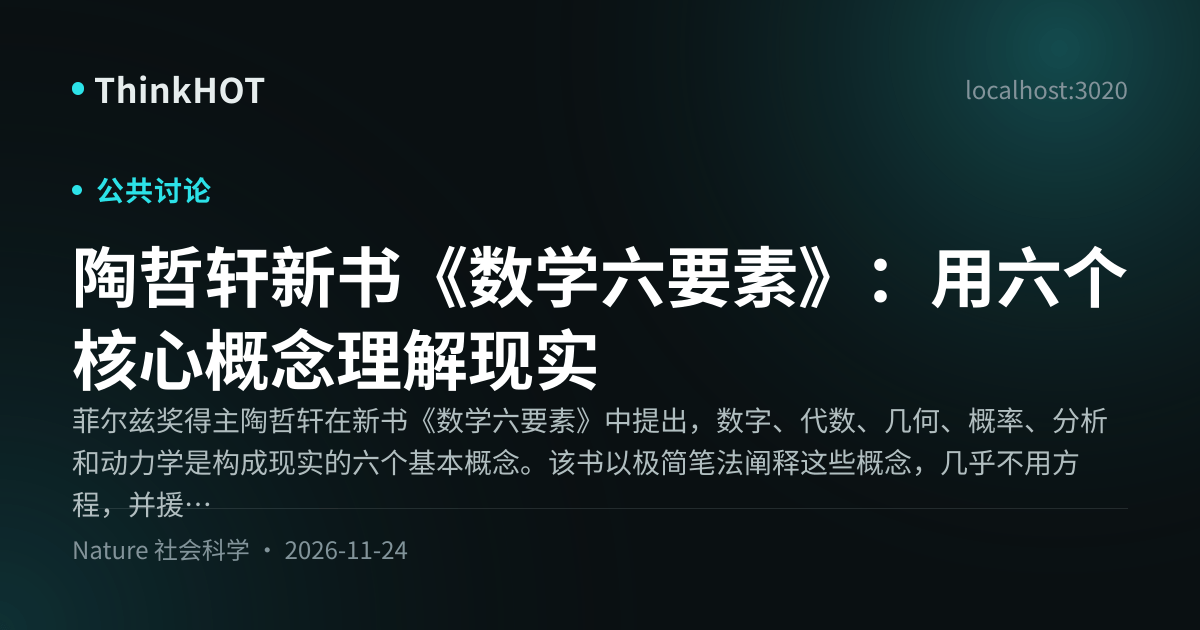 ThinkHOT
localhost:3020
公共讨论
陶哲轩新书《数学六要素》：用六个
核心概念理解现实
菲尔兹奖得主陶哲轩在新书《数学六要素》中提出，数字、代数、几何、概率、分析
和动力学是构成现实的六个基本概念。该书以极简笔法阐释这些概念，几乎不用方
程，并援…
Nature 社会科学 · 2026-11-24